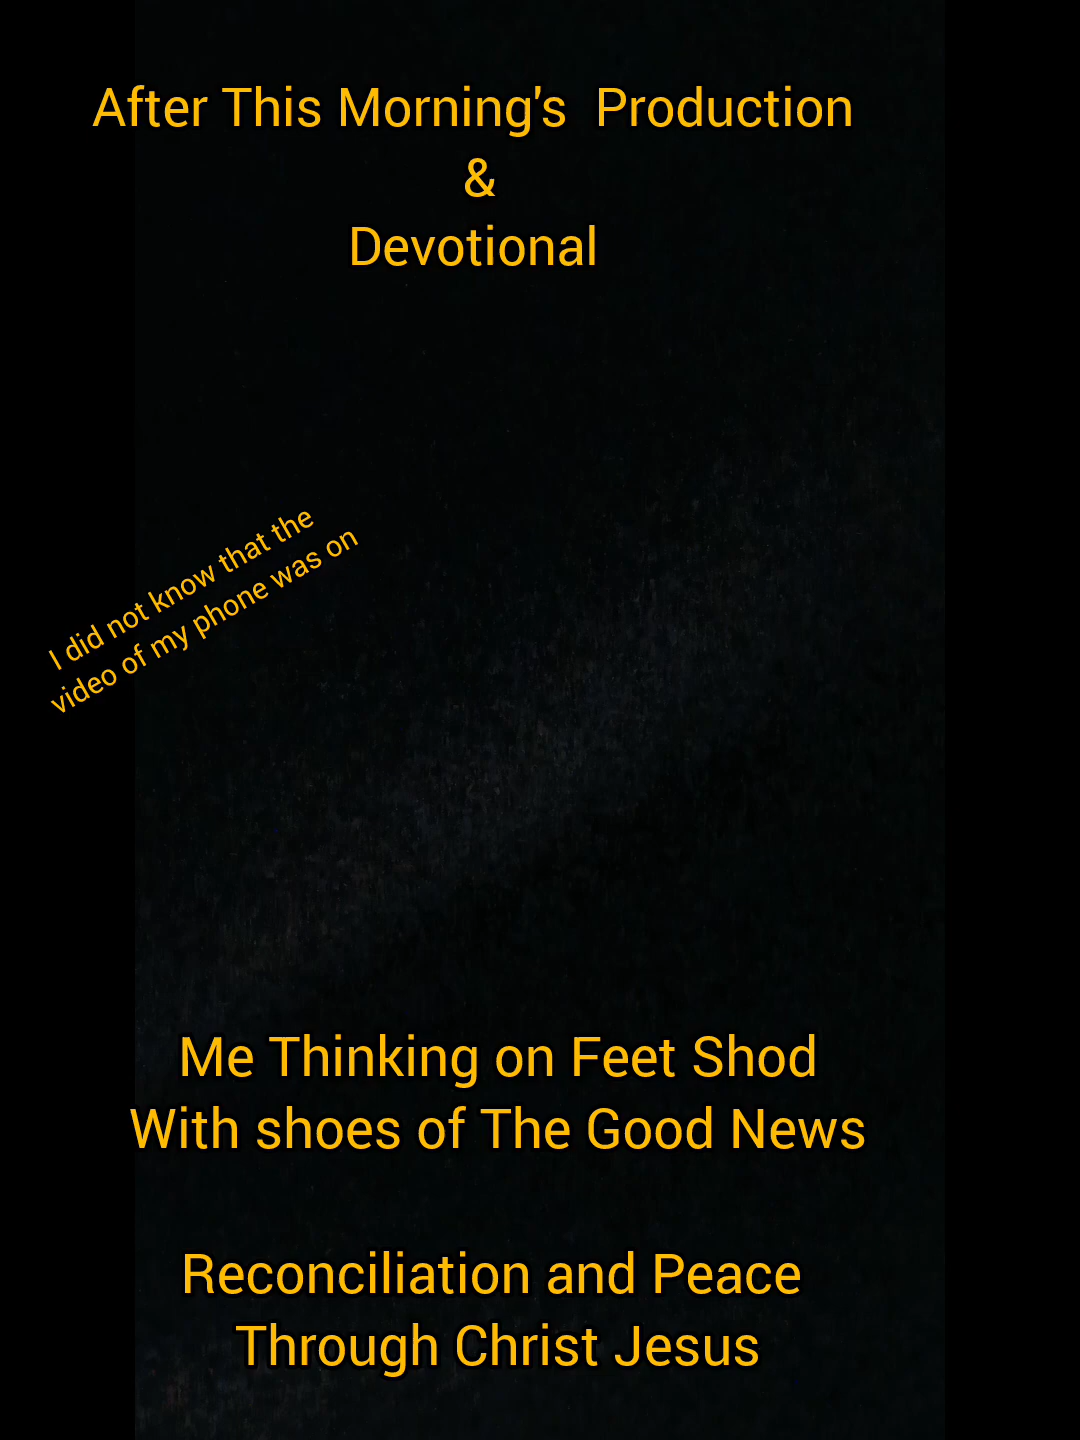 After This Morning's  Production
&
Devotional
I did not know that the
video of my phone was on
Me Thinking on Feet Shod
With shoes of The Good News
Reconciliation and Peace
Through Christ Jesus